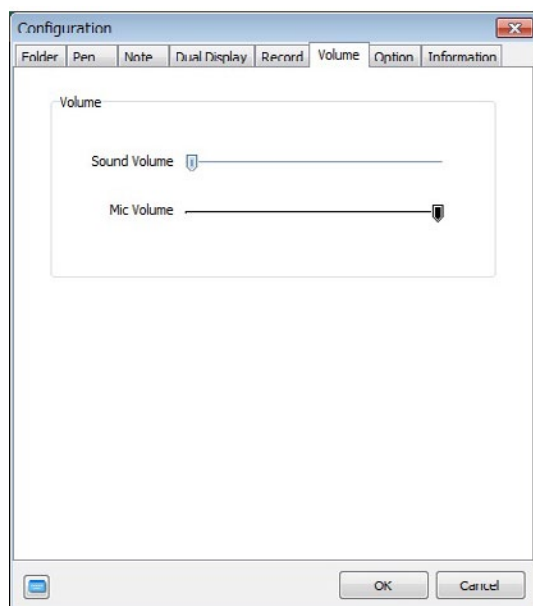 Configuration
Folder Pen Note Dual Display Record Volume Option Information
Volume
Sound Volume
Mic Volume
OK Cancel